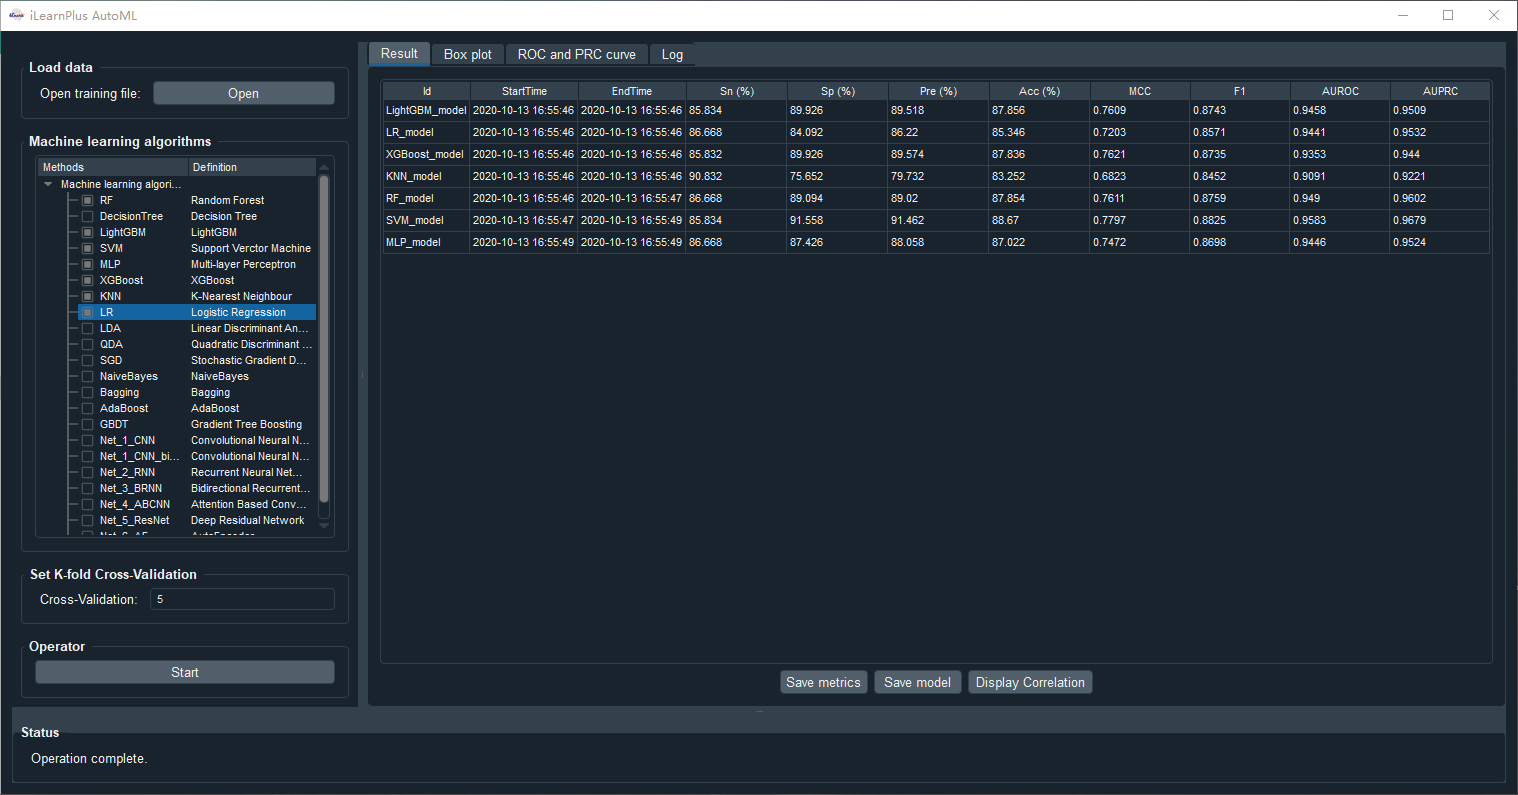 iLearnPlus AutoML
Load data
Open training file: Open
Machine learning algorithms
Methods Definition
Machine learning algori...
RF Random Forest
DecisionTree Decision Tree
LightGBM LightGBM
SVM Support Verctor Machine
MLP Multi-layer Perceptron
XGBoost XGBoost
KNN K-Nearest Neighbour
LR Logistic Regression
LDA Linear Discriminant An...
QDA Quadratic Discriminant ...
SGD Stochastic Gradient D...
NaiveBayes NaiveBayes
Bagging Bagging
AdaBoost AdaBoost
GBDT Gradient Tree Boosting
Net_1_CNN Convolutional Neural N...
Net_1_CNN_bi... Convolutional Neural N...
Net_2_RNN Recurrent Neural Net...
Net_3_BRNN Bidirectional Recurrent...
Net_4_ABCNN Attention Based Conv...
Net_5_ResNet Deep Residual Network
Set K-fold Cross-Validation
Cross-Validation: 5
Operator
Start
Result Box plot ROC and PRC curve Log
Id StartTime EndTime Sn (%) Sp (%) Pre (%) Acc (%) MCC F1 AUROC AUPRC
LightGBM_model 2020-10-13 16:55:46 2020-10-13 16:55:46 85.834 89.926 89.518 87.856 0.7609 0.8743 0.9458 0.9509
LR_model 2020-10-13 16:55:46 2020-10-13 16:55:46 86.668 84.092 86.22 85.346 0.7203 0.8571 0.9441 0.9532
XGBoost_model 2020-10-13 16:55:46 2020-10-13 16:55:46 85.832 89.926 89.574 87.836 0.7621 0.8735 0.9353 0.944
KNN_model 2020-10-13 16:55:46 2020-10-13 16:55:46 90.832 75.652 79.732 83.252 0.6823 0.8452 0.9091 0.9221
RF_model 2020-10-13 16:55:46 2020-10-13 16:55:47 86.668 89.094 89.02 87.854 0.7611 0.8759 0.949 0.9602
SVM_model 2020-10-13 16:55:47 2020-10-13 16:55:49 85.834 91.558 91.462 88.67 0.7797 0.8825 0.9583 0.9679
MLP_model 2020-10-13 16:55:49 2020-10-13 16:55:49 86.668 87.426 88.058 87.022 0.7472 0.8698 0.9446 0.9524
Save metrics Save model Display Correlation
Status
Operation complete.